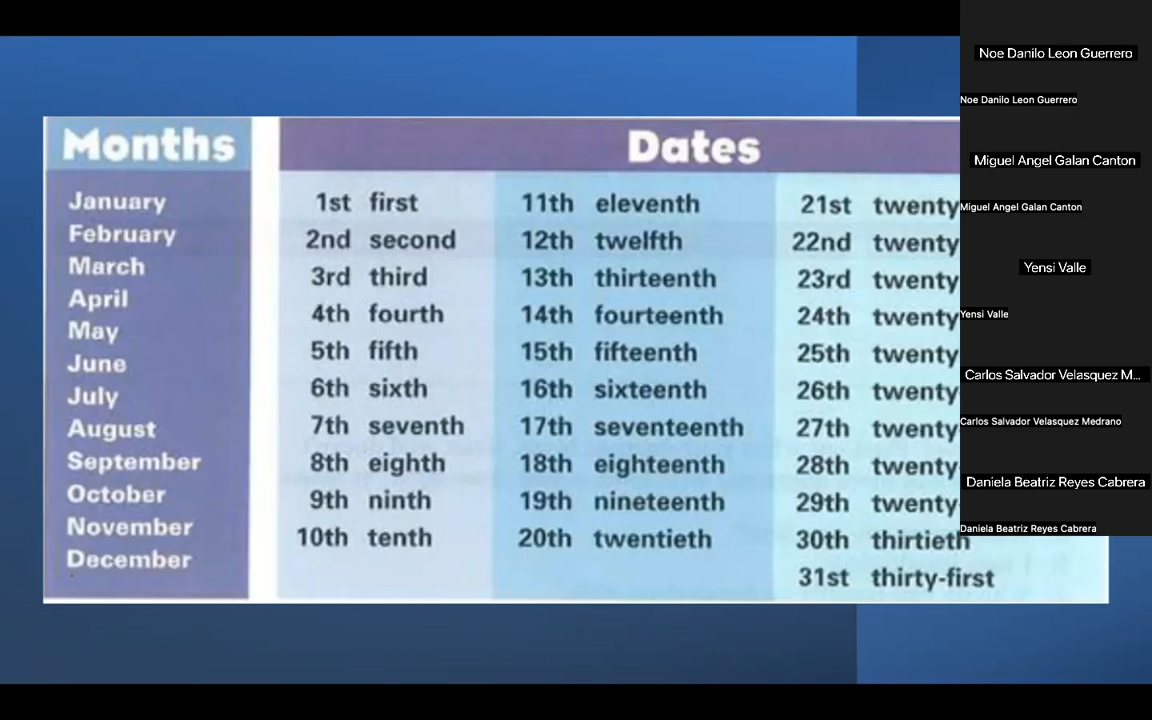 Months
January
February
March
April
May
June
July
August
September
October
November
December
Dates
1st first
2nd second
3rd third
4th fourth
5th fifth
6th sixth
7th seventh
8th eighth
9th ninth
10th tenth
11th eleventh
12th twelfth
13th thirteenth
14th fourteenth
15th fifteenth
16th sixteenth
17th seventeenth
18th eighteenth
19th nineteenth
20th twentieth
21st twenty
22nd twenty
23rd twenty
24th twenty
25th twenty
26th twenty
27th twenty
28th twenty
29th twenty
30th thirtieth
31st thirty-first
Noe Danilo Leon Guerrero
Noe Danilo Leon Guerrero
Miguel Angel Galan Canton
Miguel Angel Galan Canton
Yensi Valle
Yensi Valle
Carlos Salvador Velasquez M...
Carlos Salvador Velasquez Medrano
Daniela Beatriz Reyes Cabrera
Daniela Beatriz Reyes Cabrera